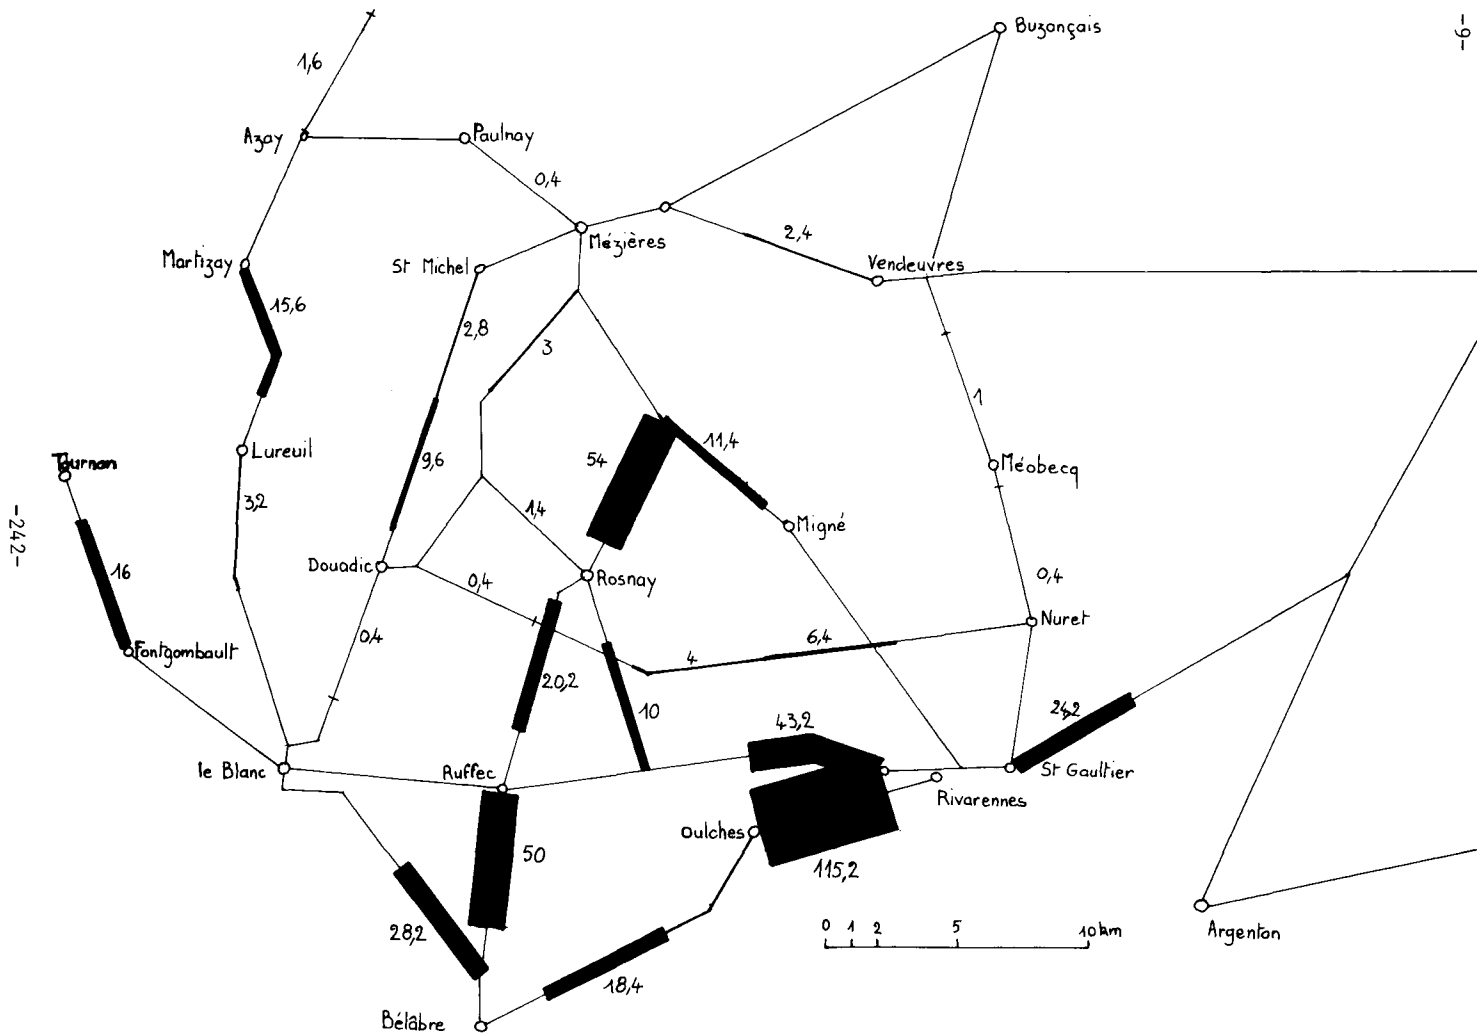 -9-
Buzançais
1,6
Azay
Paulnay
0,4
Mézières
2,4
Martizay
St Michel
Vendeuvres
15,6
2,8
3
1
54
11,4
Lureuil
9,6
Méobecq
Tournon
3,2
1,4
Migné
-242-
16
Douadic
0,4
Rosnay
0,4
Nuret
0,4
6,4
Fontgombault
4
20,2
10
43,2
24,2
le Blanc
Ruffec
St Gaultier
Rivarennes
Oulches
50
115,2
28,2
0 1 2 5 10 km
Argenton
18,4
Bélâbre